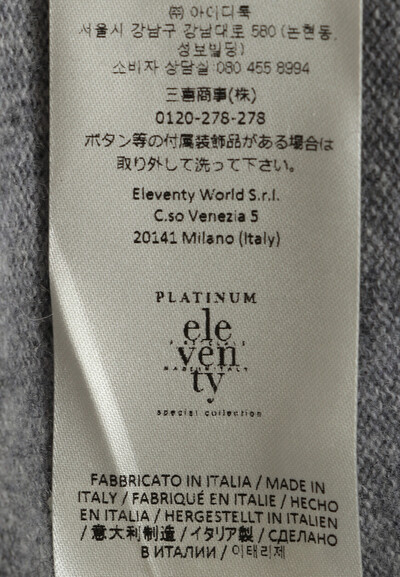 ㈜ 아이디룩
서울시 강남구 강남대로 580 (논현동,
성보빌딩)
소비자 상담실:080 455 8994
三喜商事(株)
0120-278-278
ボタン等の付属装飾品がある場合は
取り外して洗って下さい。
Eleventy World S.r.l.
C.so Venezia 5
20141 Milano (Italy)
PLATINUM
ele
ven
MADE IN ITALY
ty
special collection
FABBRICATO IN ITALIA / MADE IN
ITALY / FABRIQUÉ EN ITALIE / HECHO
EN ITALIA / HERGESTELLT IN ITALIEN
/ 意大利制造 / イタリア製 / СДЕЛАНО
В ИТАЛИИ / 이태리제